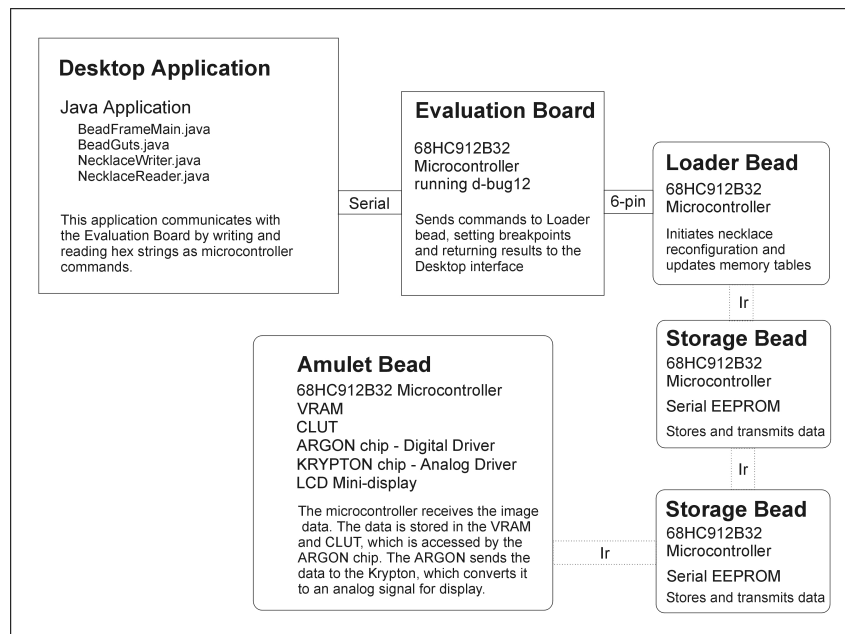 Desktop Application
Java Application
BeadFrameMain.java
BeadGuts.java
NecklaceWriter.java
NecklaceReader.java
This application communicates with
the Evaluation Board by writing and
reading hex strings as microcontroller
commands.
Serial
Evaluation Board
68HC912B32
Microcontroller
running d-bug12
Sends commands to Loader
bead, setting breakpoints
and returning results to the
Desktop interface
6-pin
Loader Bead
68HC912B32
Microcontroller
Initiates necklace
reconfiguration and
updates memory tables
Ir
Storage Bead
68HC912B32
Microcontroller
Serial EEPROM
Stores and transmits data
Ir
Storage Bead
68HC912B32
Microcontroller
Serial EEPROM
Stores and transmits data
Ir
Amulet Bead
68HC912B32 Microcontroller
VRAM
CLUT
ARGON chip - Digital Driver
KRYPTON chip - Analog Driver
LCD Mini-display
The microcontroller receives the image
data. The data is stored in the VRAM
and CLUT, which is accessed by the
ARGON chip. The ARGON sends the
data to the Krypton, which converts it
to an analog signal for display.